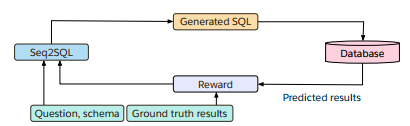 Generated SQL
Seq2SQL
Database
Reward
Predicted results
Question, schema
Ground truth results